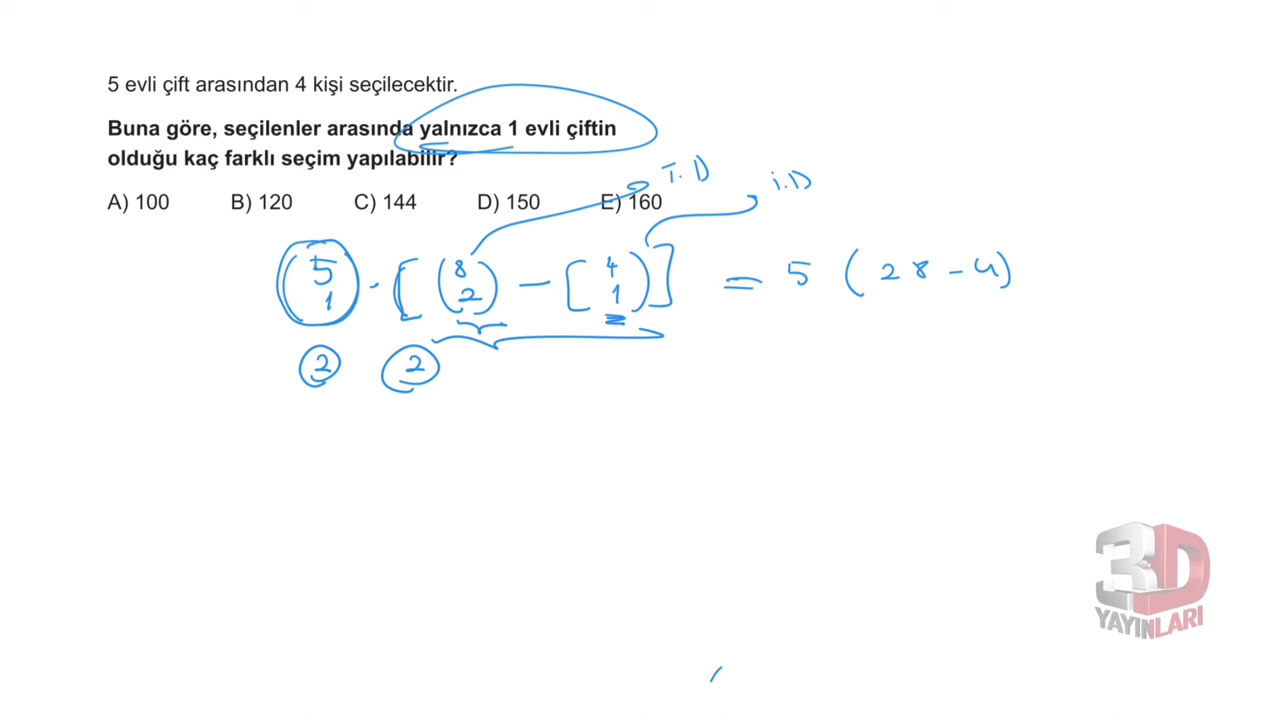 5 evli çift arasından 4 kişi seçilecektir.
Buna göre, seçilenler arasında yalnızca 1 evli çiftin
olduğu kaç farklı seçim yapılabilir?
A) 100 B) 120 C) 144 D) 150 E) 160
T.D
i.D
(5 1) · [(8 2) − (4 1)] = 5 (28 − 4)
2 2
3D
YAYINLARI